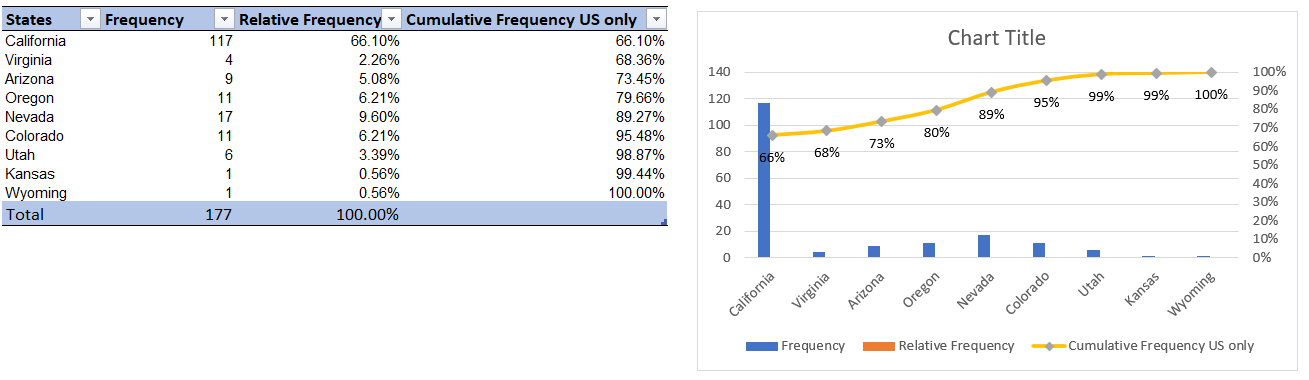 States Frequency Relative Frequency Cumulative Frequency US only
California 117 66.10% 66.10%
Virginia 4 2.26% 68.36%
Arizona 9 5.08% 73.45%
Oregon 11 6.21% 79.66%
Nevada 17 9.60% 89.27%
Colorado 11 6.21% 95.48%
Utah 6 3.39% 98.87%
Kansas 1 0.56% 99.44%
Wyoming 1 0.56% 100.00%
Total 177 100.00%
Chart Title
140 100%
120 90%
100 80%
80 70%
60 60%
40 50%
20 40%
0 30%
20%
10%
0%
66% 68% 73% 80% 89% 95% 99% 99% 100%
California Virginia Arizona Oregon Nevada Colorado Utah Kansas Wyoming
Frequency Relative Frequency Cumulative Frequency US only